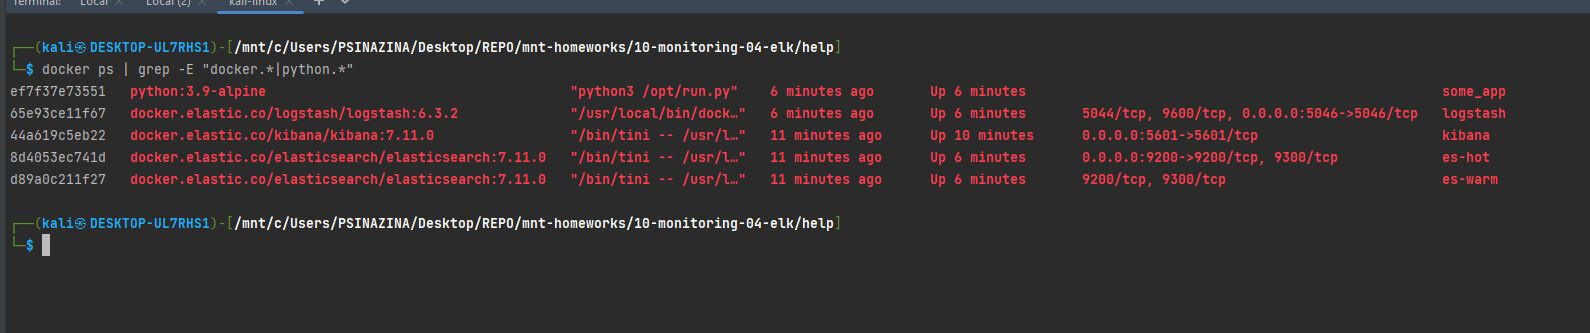 Terminal: Local × Local (2) × kali-linux × +
┌──(kali㉿DESKTOP-UL7RHS1)-[/mnt/c/Users/PSINAZINA/Desktop/REPO/mnt-homeworks/10-monitoring-04-elk/help]
└─$ docker ps | grep -E "docker.*|python.*"
ef7f37e73551 python:3.9-alpine "python3 /opt/run.py" 6 minutes ago Up 6 minutes some_app
65e93ce11f67 docker.elastic.co/logstash/logstash:6.3.2 "/usr/local/bin/dock…" 6 minutes ago Up 6 minutes 5044/tcp, 9600/tcp, 0.0.0.0:5046->5046/tcp logstash
44a619c5eb22 docker.elastic.co/kibana/kibana:7.11.0 "/bin/tini -- /usr/l…" 11 minutes ago Up 10 minutes 0.0.0.0:5601->5601/tcp kibana
8d4053ec741d docker.elastic.co/elasticsearch/elasticsearch:7.11.0 "/bin/tini -- /usr/l…" 11 minutes ago Up 6 minutes 0.0.0.0:9200->9200/tcp, 9300/tcp es-hot
d89a0c211f27 docker.elastic.co/elasticsearch/elasticsearch:7.11.0 "/bin/tini -- /usr/l…" 11 minutes ago Up 6 minutes 9200/tcp, 9300/tcp es-warm
┌──(kali㉿DESKTOP-UL7RHS1)-[/mnt/c/Users/PSINAZINA/Desktop/REPO/mnt-homeworks/10-monitoring-04-elk/help]
└─$